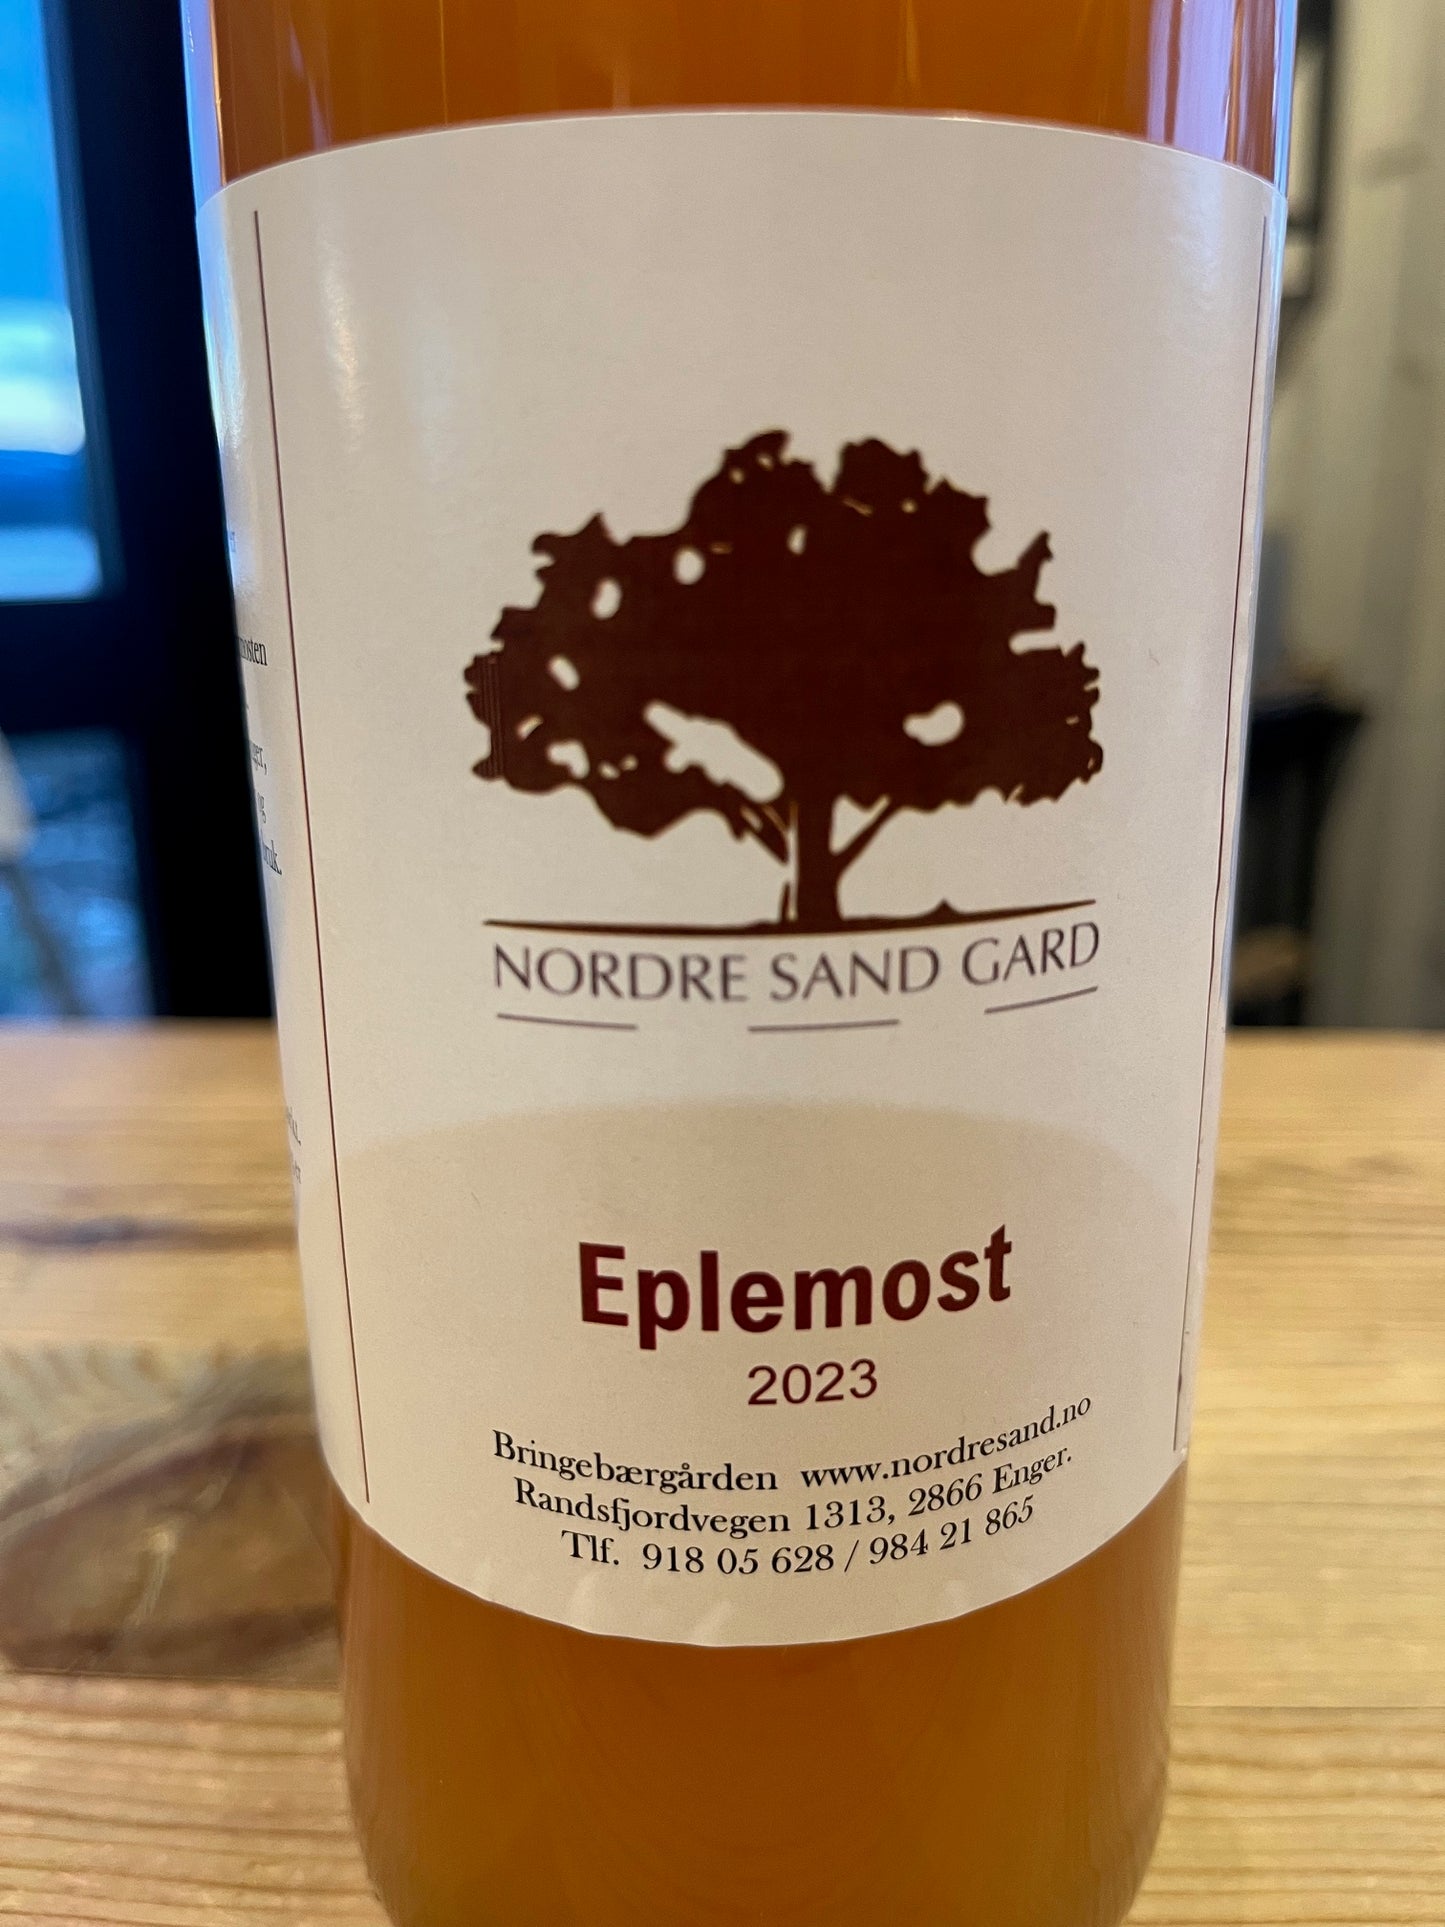 NORDRE SAND GARD
Eplemost
2023
Bringebærgården www.nordresand.no
Randsfjordvegen 1313, 2866 Enger.
Tlf. 918 05 628 / 984 21 865
og